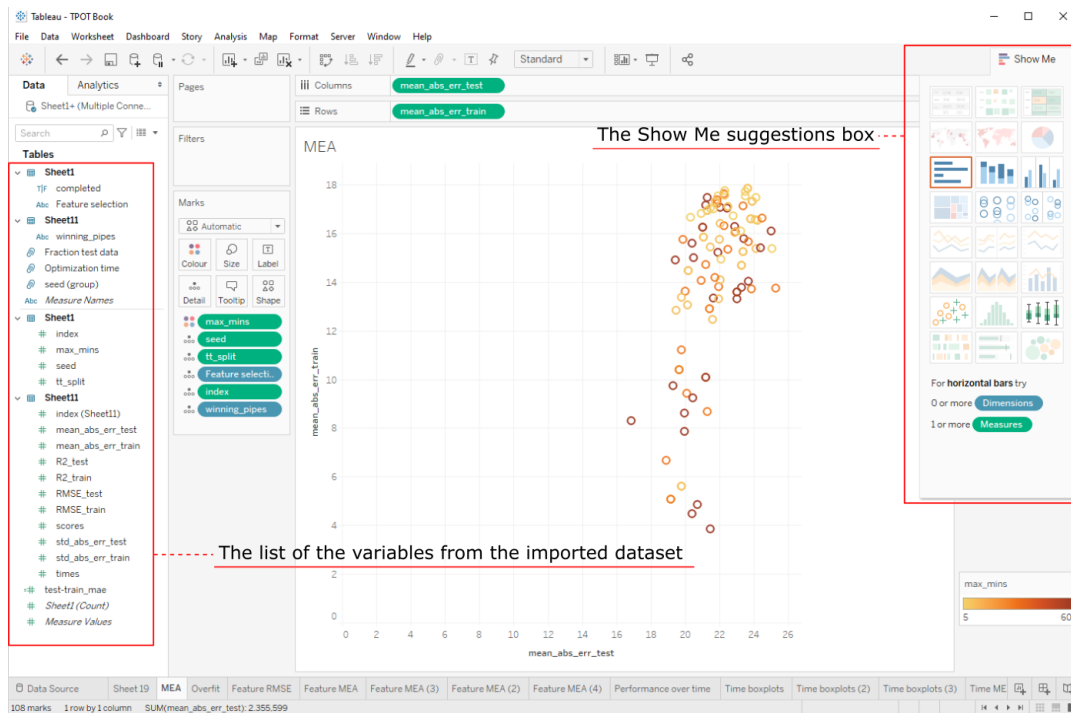 Tableau - TPOT Book
File Data Worksheet Dashboard Story Analysis Map Format Server Window Help
Standard
Show Me
Data Analytics
Sheet1+ (Multiple Conne...
Search
Tables
Sheet1
T|F completed
Abc Feature selection
Sheet11
Abc winning_pipes
Fraction test data
Optimization time
seed (group)
Abc Measure Names
Sheet1
# index
# max_mins
# seed
# tt_split
Sheet11
# index (Sheet11)
# mean_abs_err_test
# mean_abs_err_train
# R2_test
# R2_train
# RMSE_test
# RMSE_train
# scores
# std_abs_err_test
# std_abs_err_train
# times
=# test-train_mae
# Sheet1 (Count)
# Measure Values
Pages
Filters
Marks
Automatic
Colour Size Label
Detail Tooltip Shape
max_mins
seed
tt_split
Feature selecti..
index
winning_pipes
Columns mean_abs_err_test
Rows mean_abs_err_train
The Show Me suggestions box
MEA
18
16
14
12
10
8
6
4
2
0
mean_abs_err_train
0 2 4 6 8 10 12 14 16 18 20 22 24 26
mean_abs_err_test
The list of the variables from the imported dataset
For horizontal bars try
0 or more Dimensions
1 or more Measures
max_mins
5 60
Data Source Sheet 19 MEA Overfit Feature RMSE Feature MEA Feature MEA (3) Feature MEA (2) Feature MEA (4) Performance over time Time boxplots Time boxplots (2) Time boxplots (3) Time ME
108 marks 1 row by 1 column SUM(mean_abs_err_test): 2.355,599